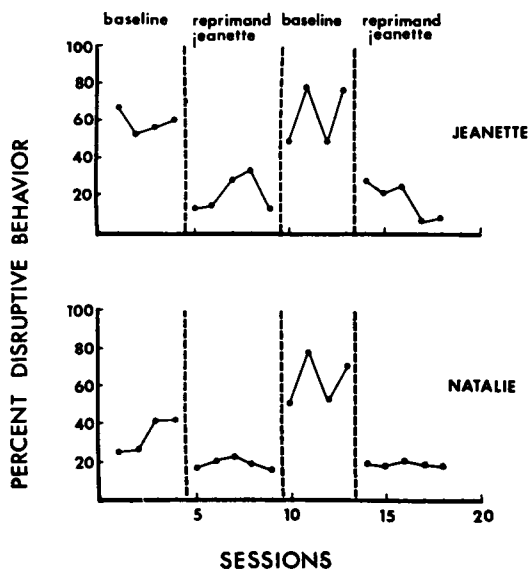 baseline reprimand jeanette baseline reprimand jeanette
100
80
60
40
20
JEANETTE
PERCENT DISRUPTIVE BEHAVIOR
100
80
60
40
20
NATALIE
5 10 15 20
SESSIONS